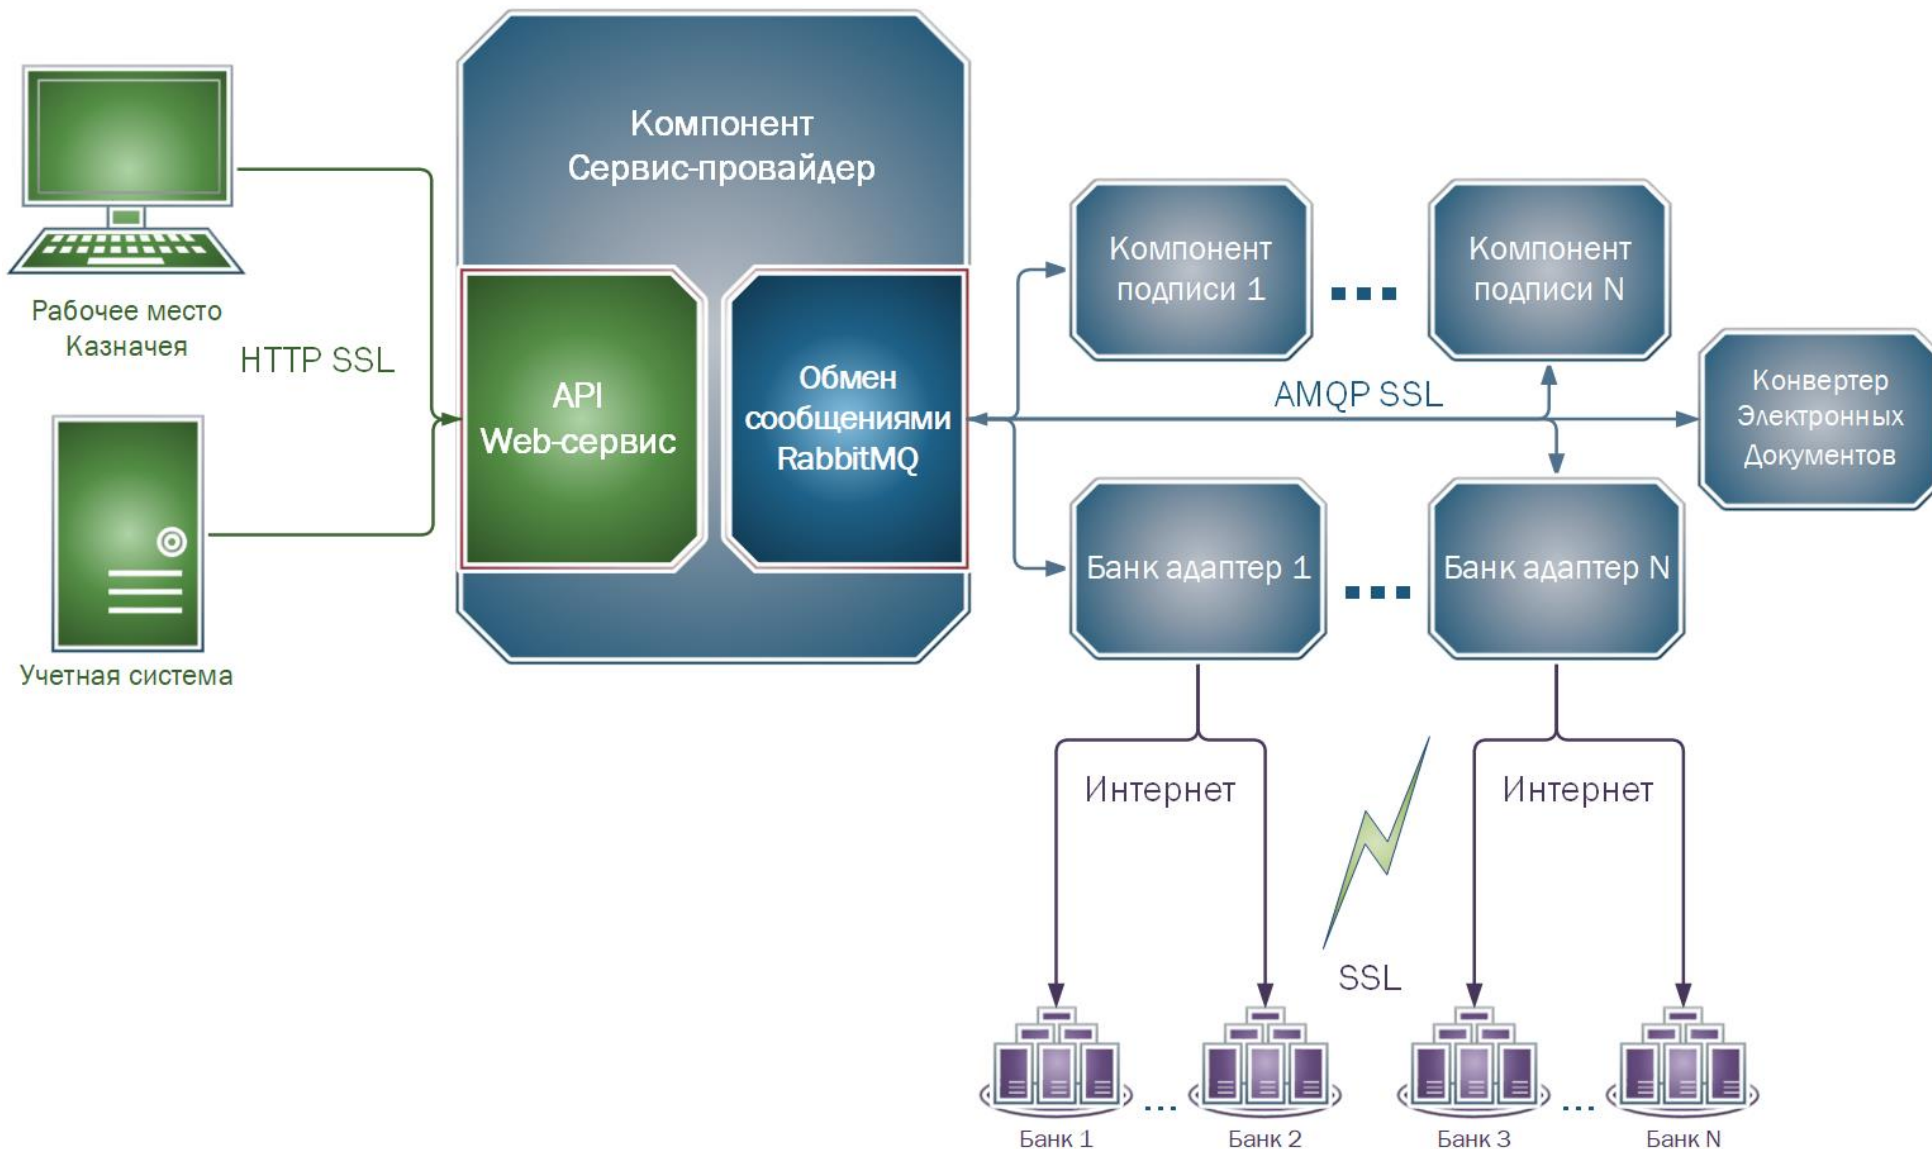 Компонент
Сервис-провайдер
Рабочее место
Казначея
HTTP SSL
Учетная система
API
Web-сервис
Обмен
сообщениями
RabbitMQ
Компонент
подписи 1
Компонент
подписи N
AMQP SSL
Конвертер
Электронных
Документов
Банк адаптер 1
Банк адаптер N
Интернет
Интернет
SSL
Банк 1
Банк 2
Банк 3
Банк N